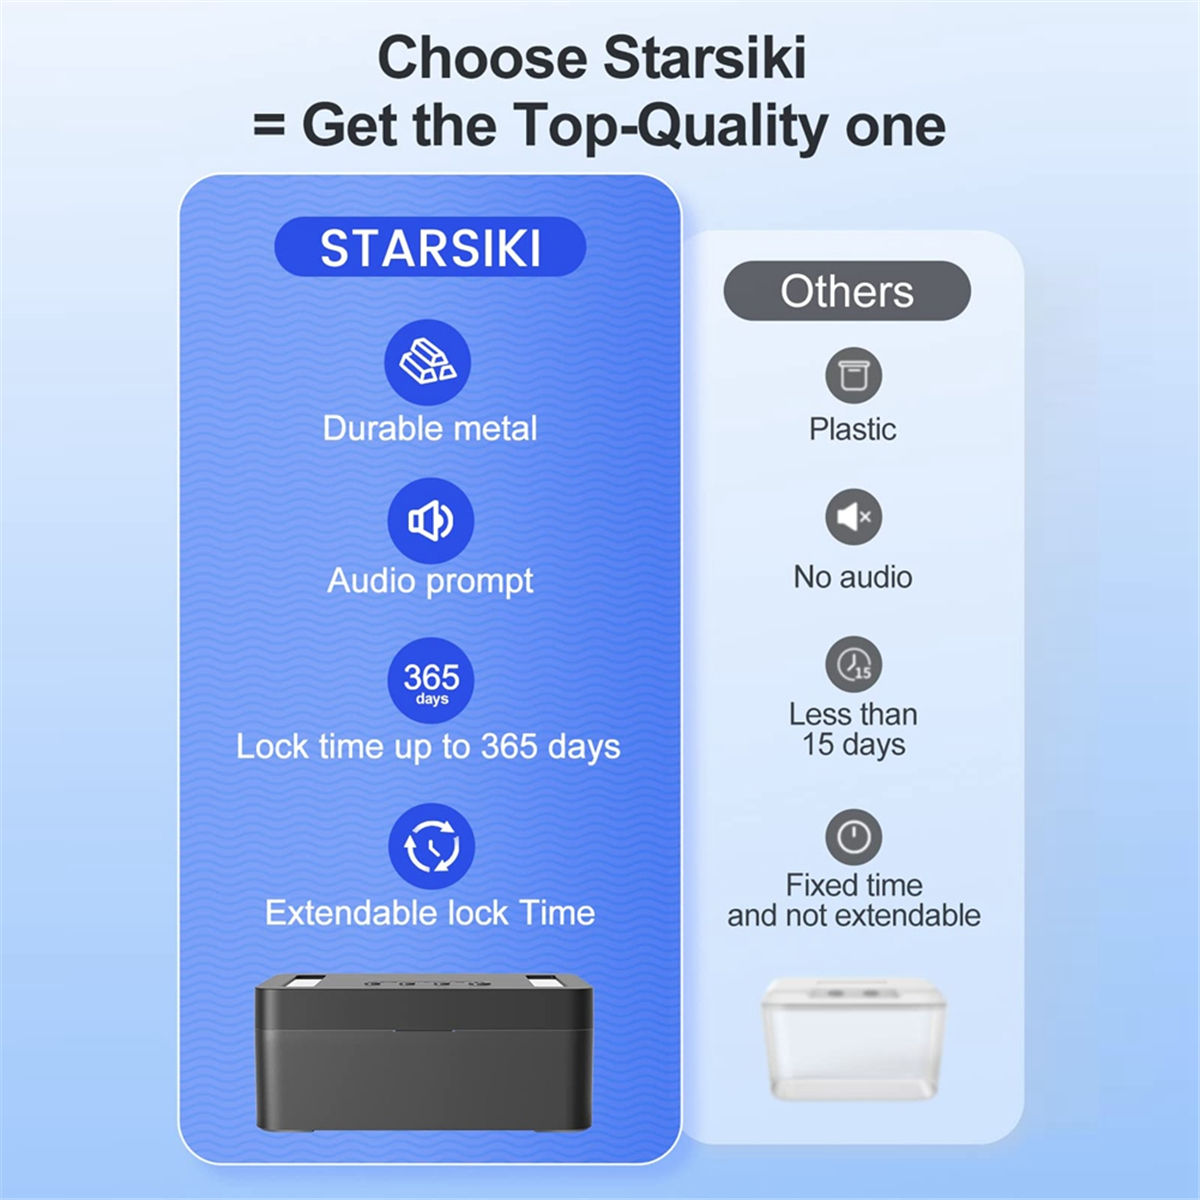 Choose Starsiki
= Get the Top-Quality one
STARSIKI
Durable metal
Audio prompt
365
days
Lock time up to 365 days
Extendable lock Time
Others
Plastic
No audio
15
Less than
15 days
Fixed time
and not extendable